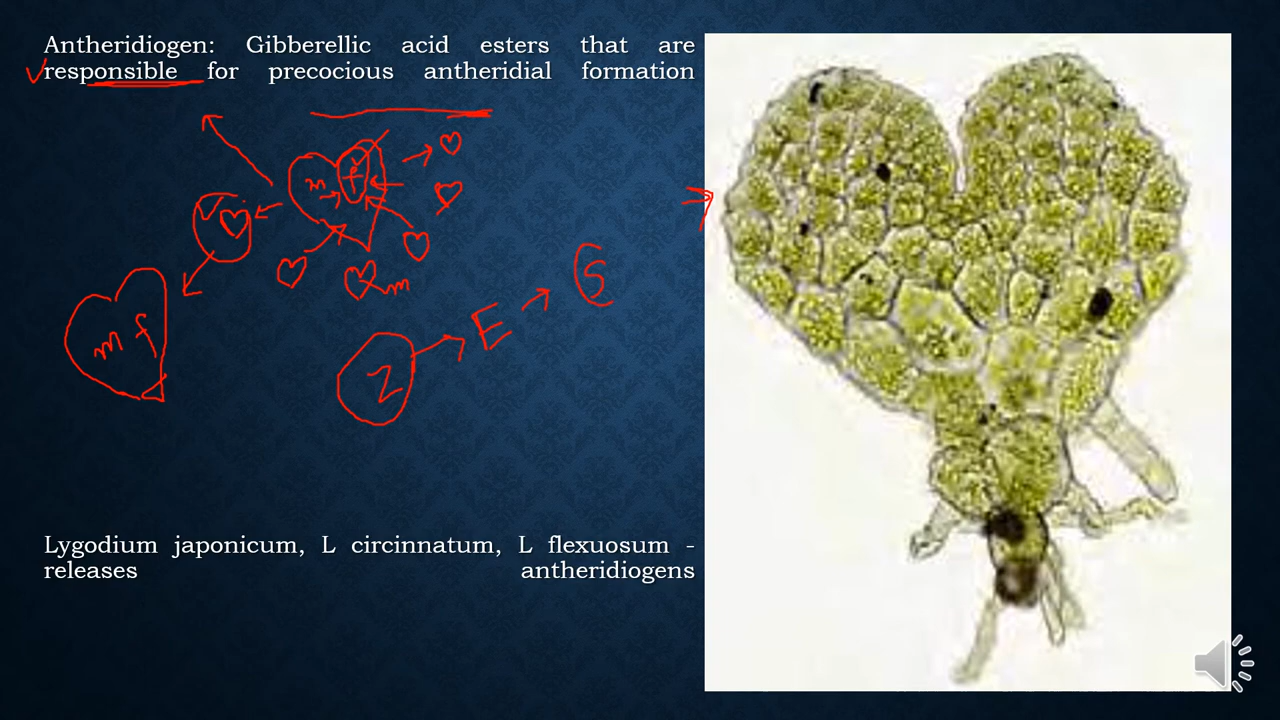 Antheridiogen: Gibberellic acid esters that are
responsible for precocious antheridial formation
m f
m
m f
Z → E → S
Lygodium japonicum, L circinnatum, L flexuosum -
releases antheridiogens